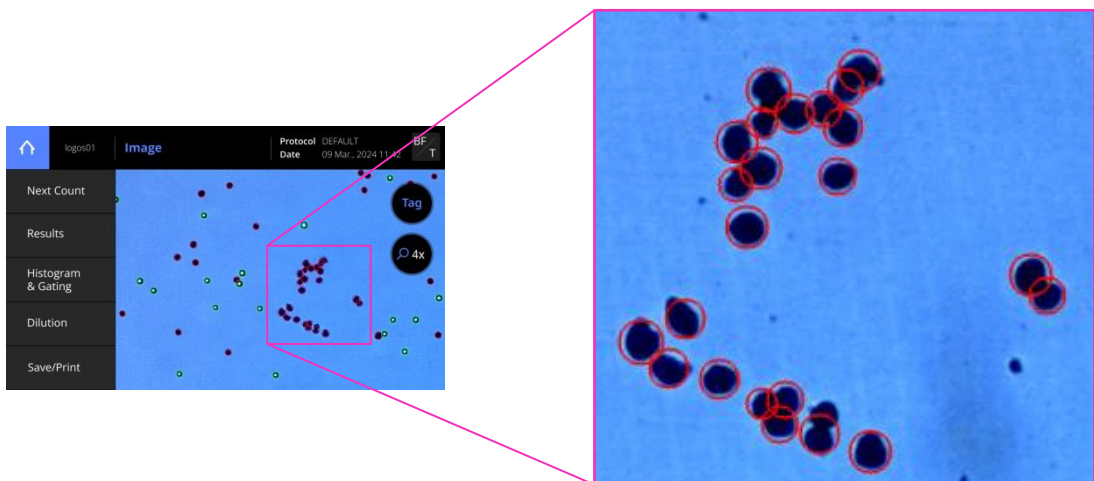 logos01
Image
Protocol DEFAULT
Date 09 Mar., 2024 11:42
BF
T
Next Count
Results
Histogram
& Gating
Dilution
Save/Print
Tag
4x